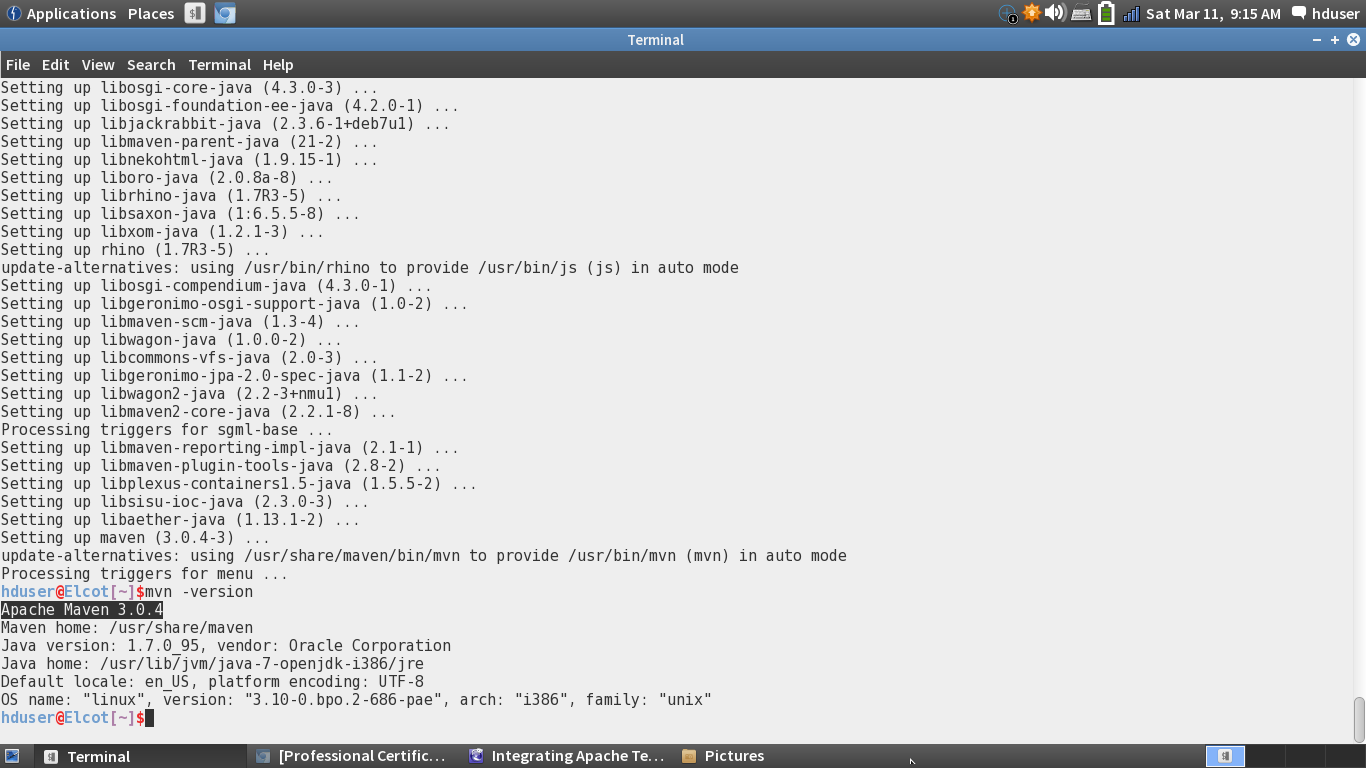 Applications Places Sat Mar 11, 9:15 AM hduser
1
Terminal
File Edit View Search Terminal Help
Setting up libosgi-core-java (4.3.0-3) ...
Setting up libosgi-foundation-ee-java (4.2.0-1) ...
Setting up libjackrabbit-java (2.3.6-1+deb7u1) ...
Setting up libmaven-parent-java (21-2) ...
Setting up libnekohtml-java (1.9.15-1) ...
Setting up liboro-java (2.0.8a-8) ...
Setting up librhino-java (1.7R3-5) ...
Setting up libsaxon-java (1:6.5.5-8) ...
Setting up libxom-java (1.2.1-3) ...
Setting up rhino (1.7R3-5) ...
update-alternatives: using /usr/bin/rhino to provide /usr/bin/js (js) in auto mode
Setting up libosgi-compendium-java (4.3.0-1) ...
Setting up libgeronimo-osgi-support-java (1.0-2) ...
Setting up libmaven-scm-java (1.3-4) ...
Setting up libwagon-java (1.0.0-2) ...
Setting up libcommons-vfs-java (2.0-3) ...
Setting up libgeronimo-jpa-2.0-spec-java (1.1-2) ...
Setting up libwagon2-java (2.2-3+nmu1) ...
Setting up libmaven2-core-java (2.2.1-8) ...
Processing triggers for sgml-base ...
Setting up libmaven-reporting-impl-java (2.1-1) ...
Setting up libmaven-plugin-tools-java (2.8-2) ...
Setting up libplexus-containers1.5-java (1.5.5-2) ...
Setting up libsisu-ioc-java (2.3.0-3) ...
Setting up libaether-java (1.13.1-2) ...
Setting up maven (3.0.4-3) ...
update-alternatives: using /usr/share/maven/bin/mvn to provide /usr/bin/mvn (mvn) in auto mode
Processing triggers for menu ...
hduser@Elcot[~]$mvn -version
Apache Maven 3.0.4
Maven home: /usr/share/maven
Java version: 1.7.0_95, vendor: Oracle Corporation
Java home: /usr/lib/jvm/java-7-openjdk-i386/jre
Default locale: en_US, platform encoding: UTF-8
OS name: "linux", version: "3.10-0.bpo.2-686-pae", arch: "i386", family: "unix"
hduser@Elcot[~]$
Terminal [Professional Certific... Integrating Apache Te... Pictures